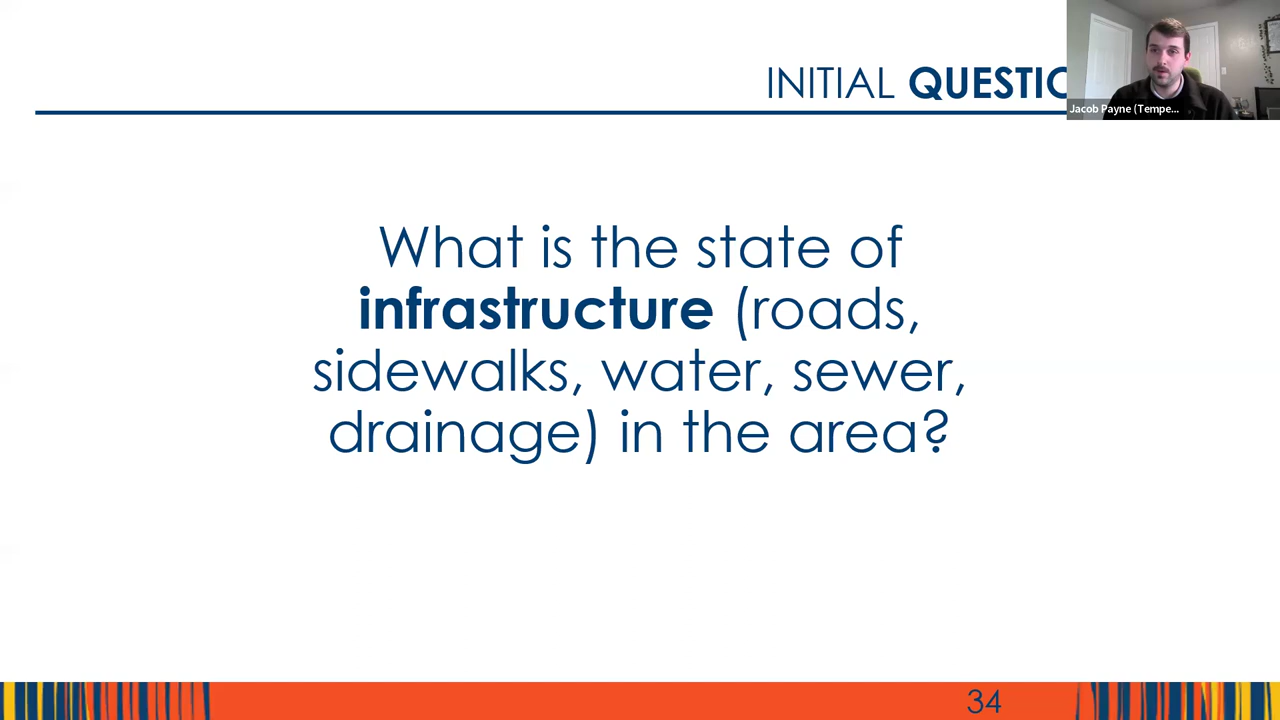 INITIAL QUESTIO
Jacob Payne (Tempe...
What is the state of
infrastructure (roads,
sidewalks, water, sewer,
drainage) in the area?
34